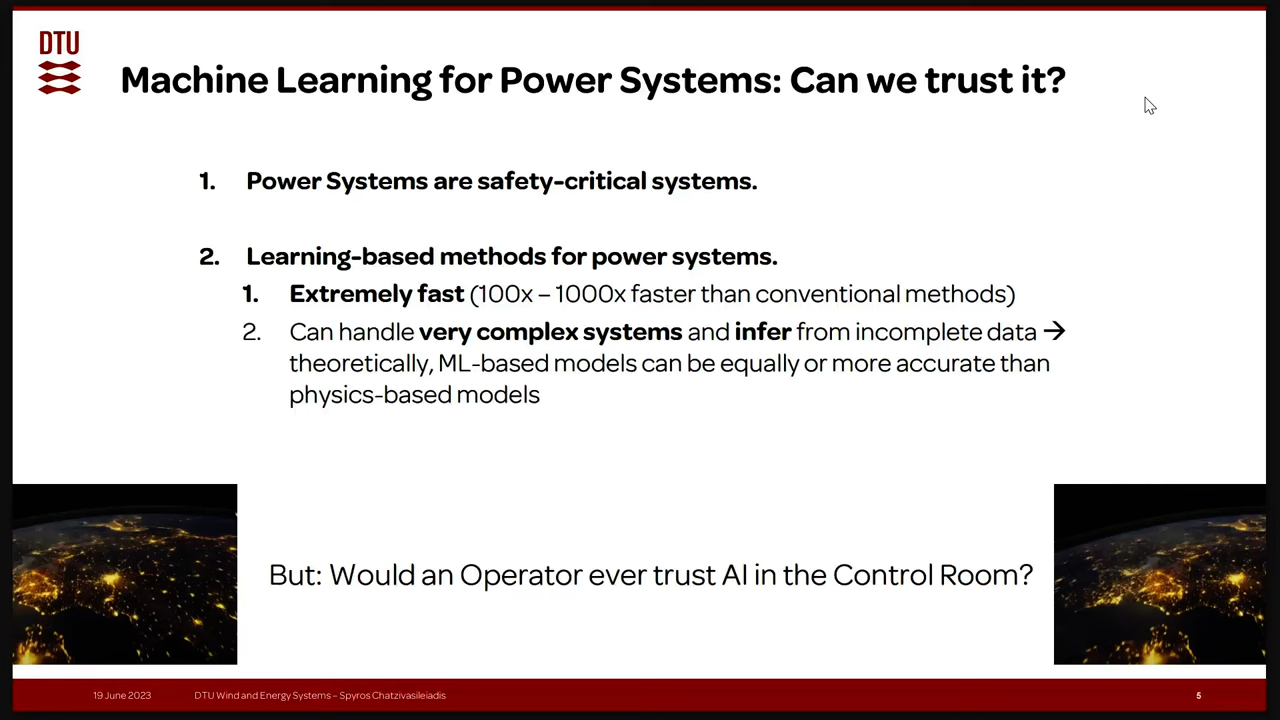 DTU
Machine Learning for Power Systems: Can we trust it?
1. Power Systems are safety-critical systems.
2. Learning-based methods for power systems.
1. Extremely fast (100x – 1000x faster than conventional methods)
2. Can handle very complex systems and infer from incomplete data →
theoretically, ML-based models can be equally or more accurate than
physics-based models
But: Would an Operator ever trust AI in the Control Room?
19 June 2023 DTU Wind and Energy Systems – Spyros Chatzivasileiadis 5